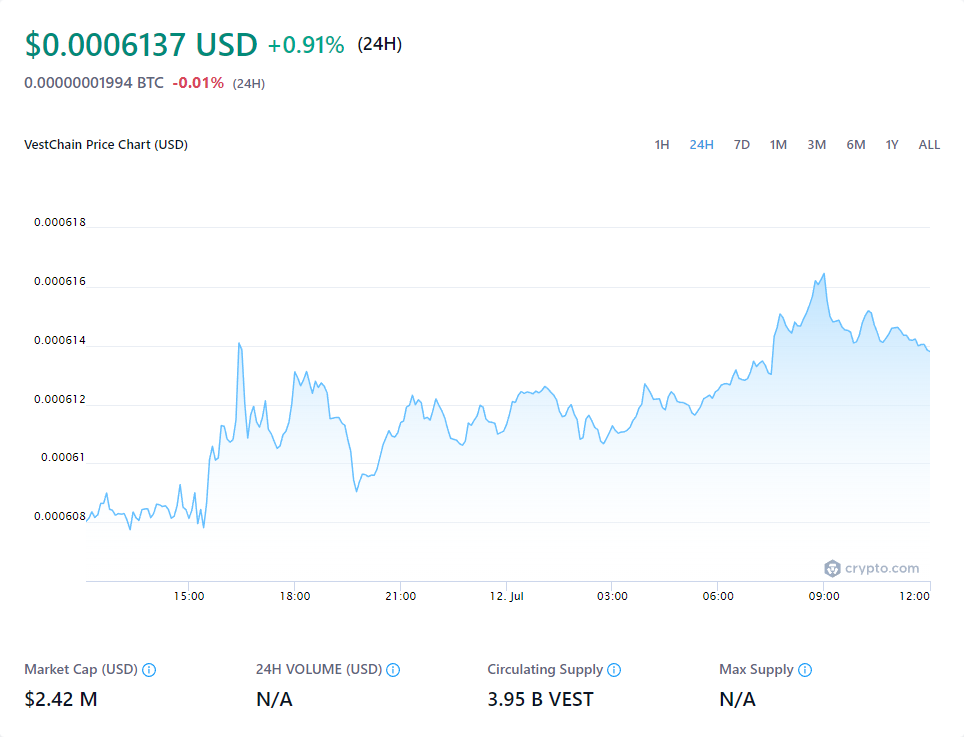 $0.0006137 USD +0.91% (24H)
0.00000001994 BTC -0.01% (24H)
VestChain Price Chart (USD)
1H 24H 7D 1M 3M 6M 1Y ALL
0.000618
0.000616
0.000614
0.000612
0.00061
0.000608
crypto.com
15:00 18:00 21:00 12. Jul 03:00 06:00 09:00 12:00
Market Cap (USD) 24H VOLUME (USD) Circulating Supply Max Supply
$2.42 M N/A 3.95 B VEST N/A